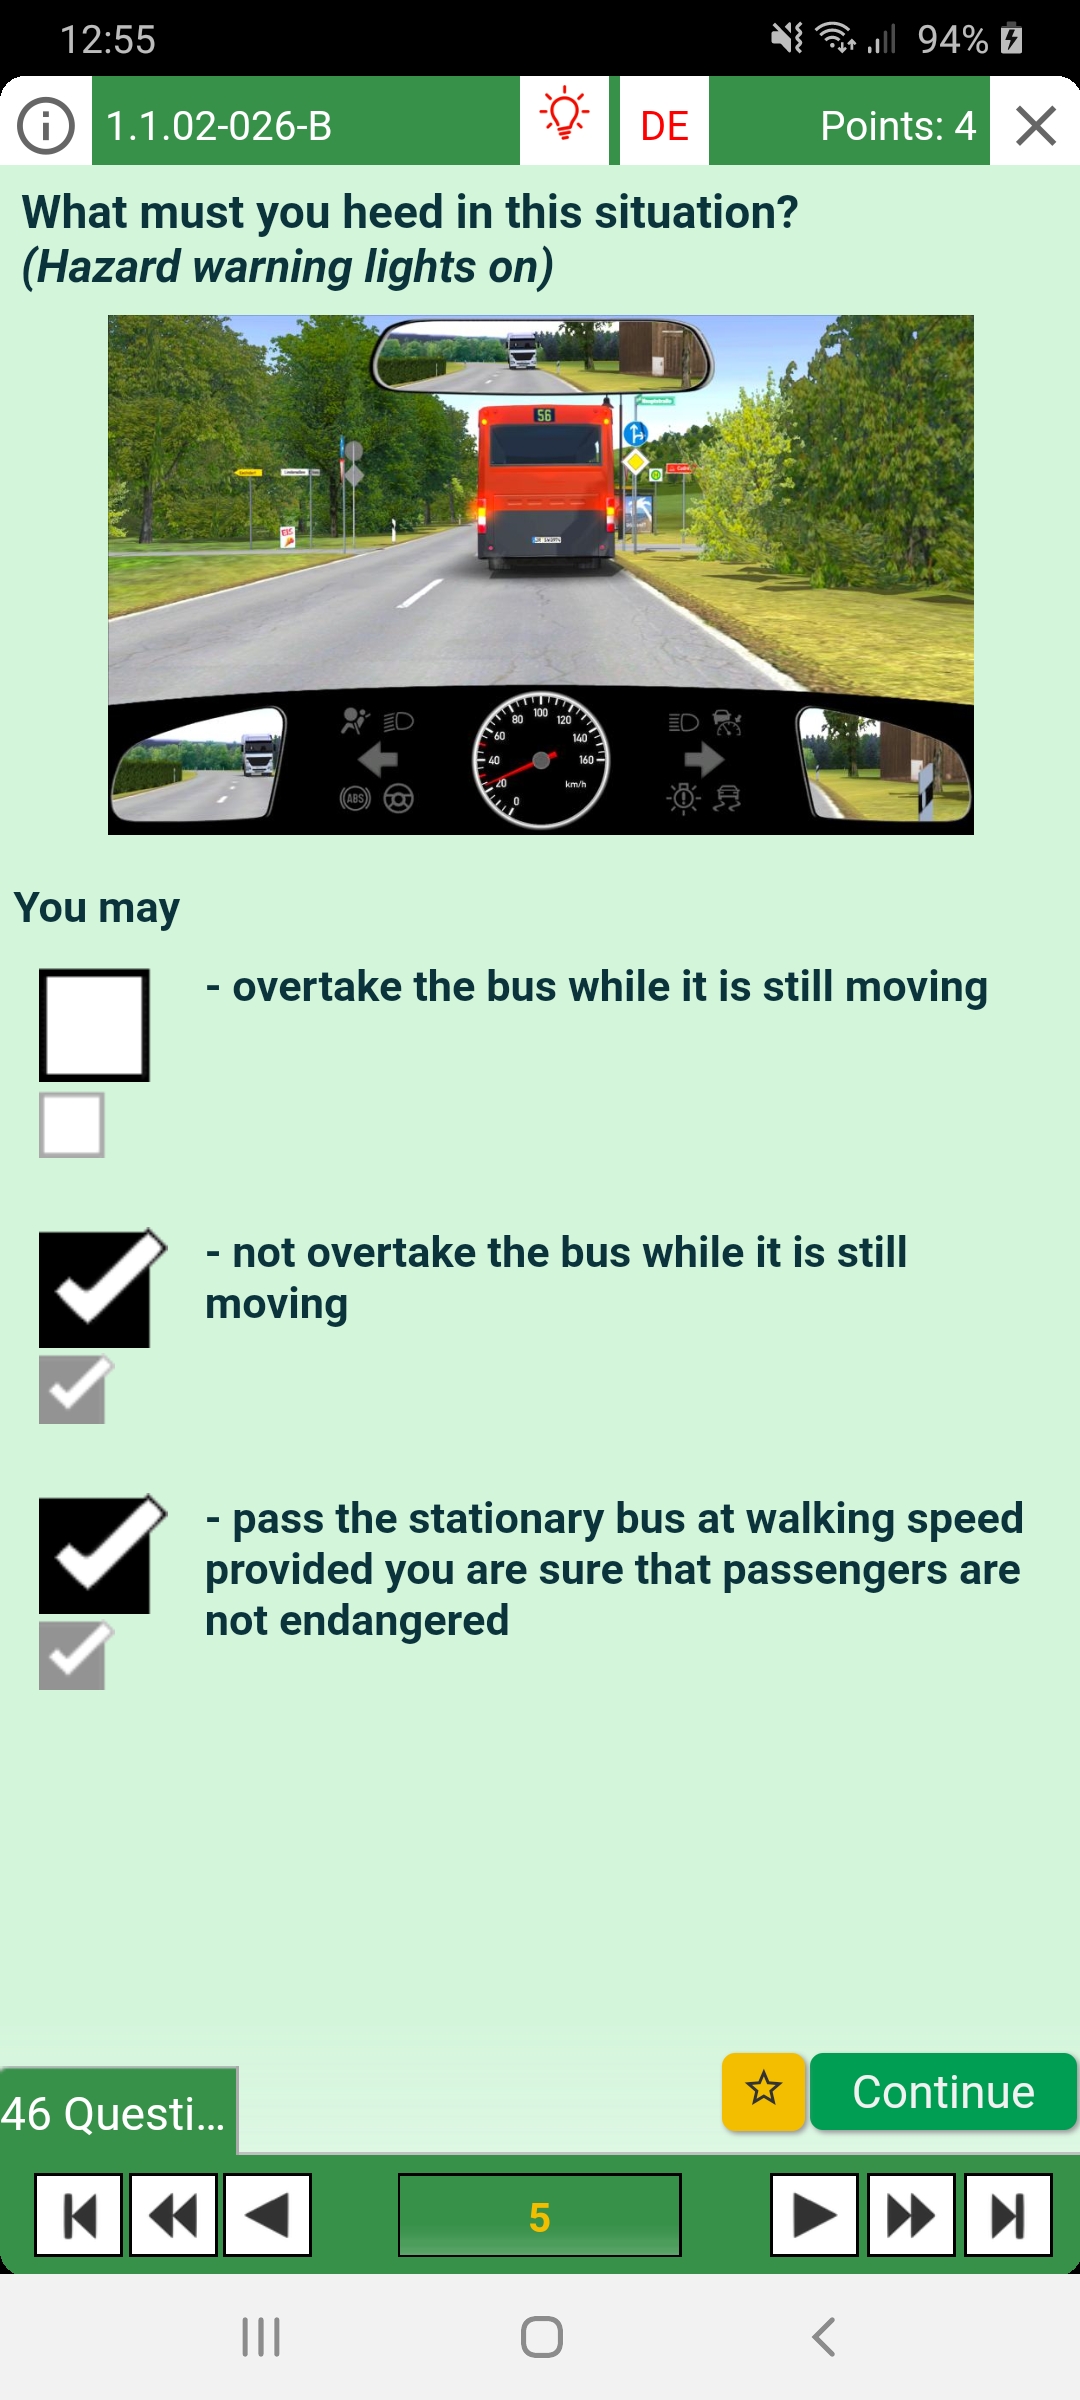 12:55
94%
1.1.02-026-B
DE
Points: 4
What must you heed in this situation?
(Hazard warning lights on)
56
EIS
80 100 120
60 140
40 160
20 km/h
0
ABS
You may
- overtake the bus while it is still moving
- not overtake the bus while it is still
moving
- pass the stationary bus at walking speed
provided you are sure that passengers are
not endangered
Continue
46 Questi...
5